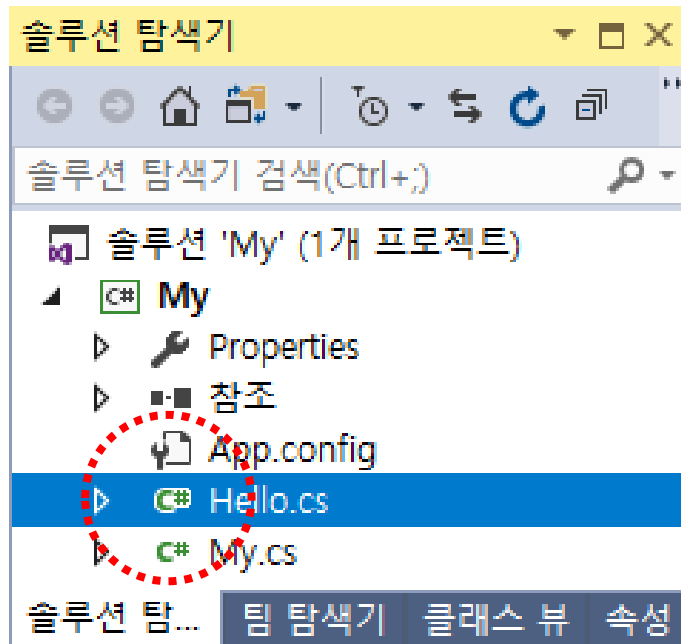 솔루션 탐색기
솔루션 탐색기 검색(Ctrl+;)
솔루션 'My' (1개 프로젝트)
C# My
Properties
참조
App.config
C# Hello.cs
C# My.cs
솔루션 탐... 팀 탐색기 클래스 뷰 속성